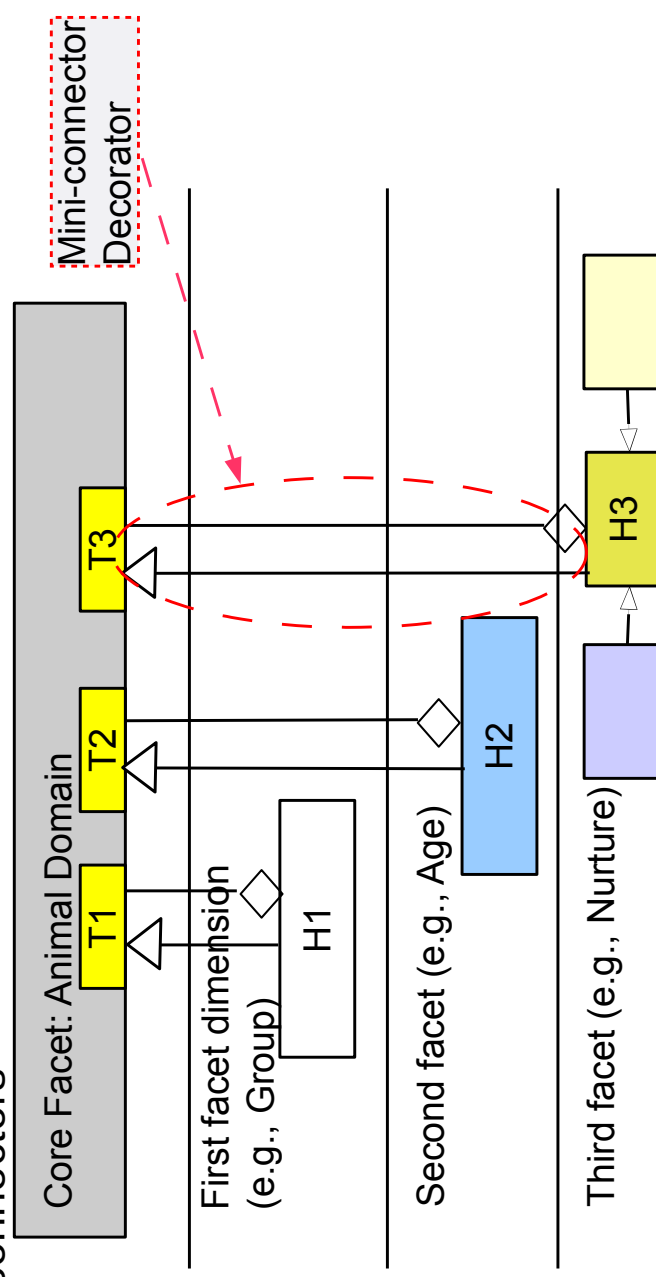 Core Facet: Animal Domain
Mini-connector
Decorator
T1
T2
T3
First facet dimension
(e.g., Group)
H1
Second facet (e.g., Age)
H2
Third facet (e.g., Nurture)
H3